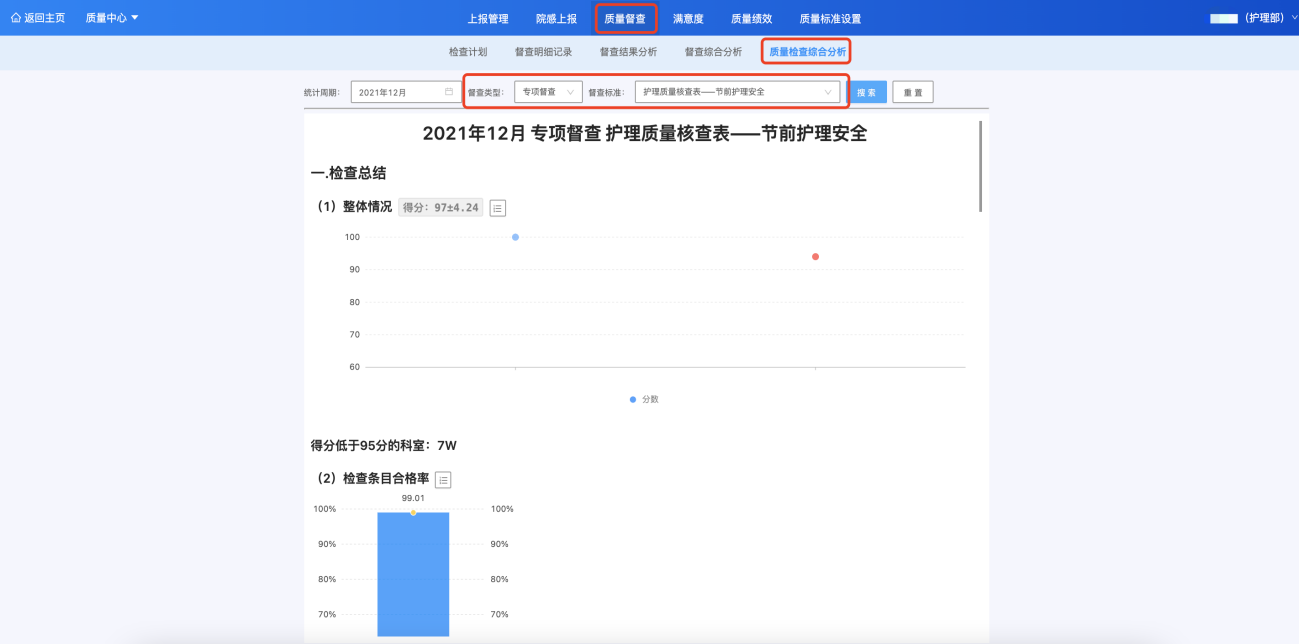 返回主页 质量中心 上报管理 院感上报 质量督查 满意度 质量绩效 质量标准设置 (护理部)
检查计划 督查明细记录 督查结果分析 督查综合分析 质量检查综合分析
统计周期: 2021年12月 督查类型: 专项督查 督查标准: 护理质量核查表——节前护理安全 搜 索 重 置
2021年12月 专项督查 护理质量核查表——节前护理安全
一.检查总结
（1）整体情况 得分: 97±4.24
100
90
80
70
60
分数
得分低于95分的科室：7W
（2）检查条目合格率
99.01
100% 100%
90% 90%
80% 80%
70% 70%